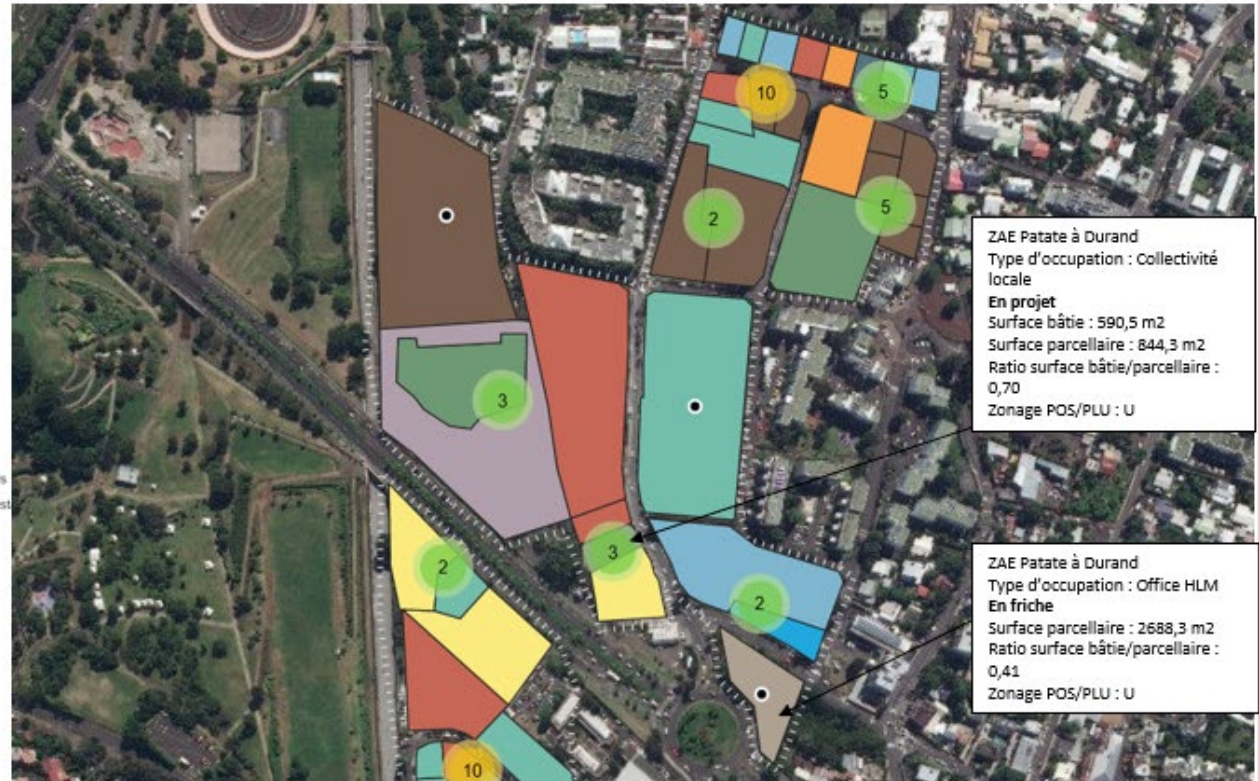 10
5
2
5
ZAE Patate à Durand
Type d'occupation : Collectivité
locale
En projet
Surface bâtie : 590,5 m2
Surface parcellaire : 844,3 m2
Ratio surface bâtie/parcellaire :
0,70
Zonage POS/PLU : U
3
3
2
2
ZAE Patate à Durand
Type d'occupation : Office HLM
En friche
Surface parcellaire : 2688,3 m2
Ratio surface bâtie/parcellaire :
0,41
Zonage POS/PLU : U
10